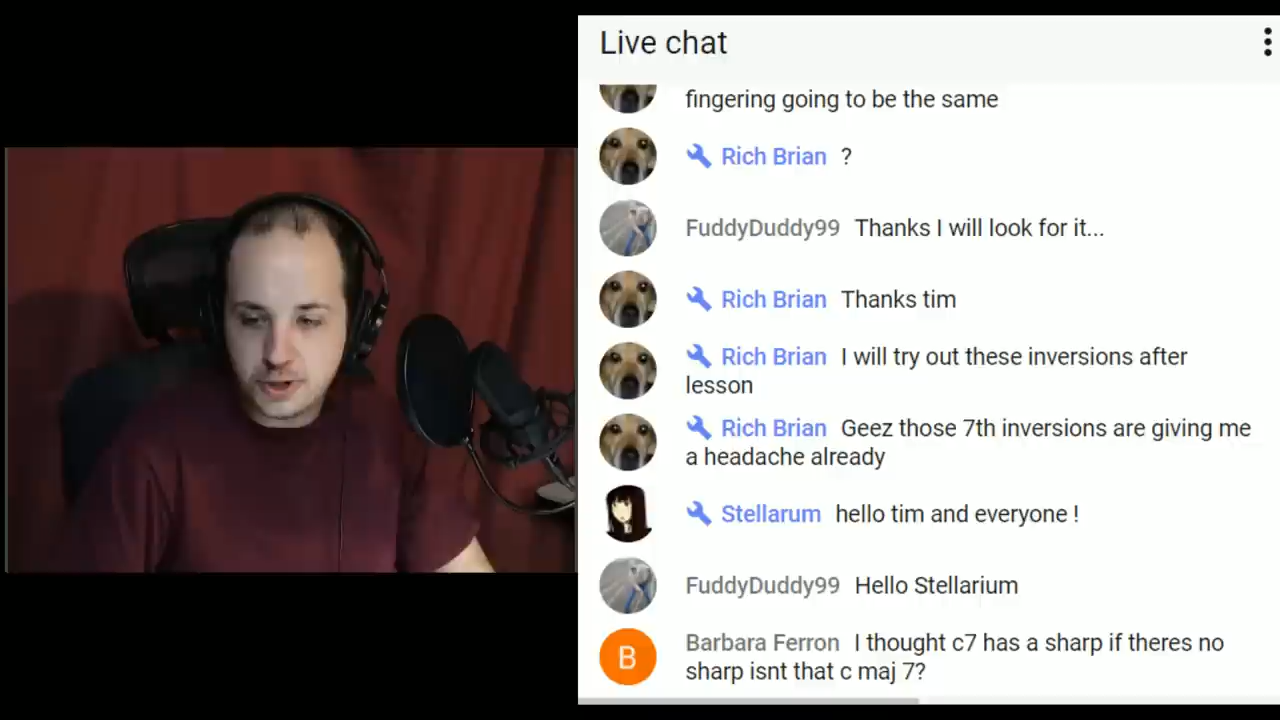 Live chat
fingering going to be the same
Rich Brian ?
FuddyDuddy99 Thanks I will look for it...
Rich Brian Thanks tim
Rich Brian I will try out these inversions after
lesson
Rich Brian Geez those 7th inversions are giving me
a headache already
Stellarum hello tim and everyone !
FuddyDuddy99 Hello Stellarium
B
Barbara Ferron I thought c7 has a sharp if theres no
sharp isnt that c maj 7?